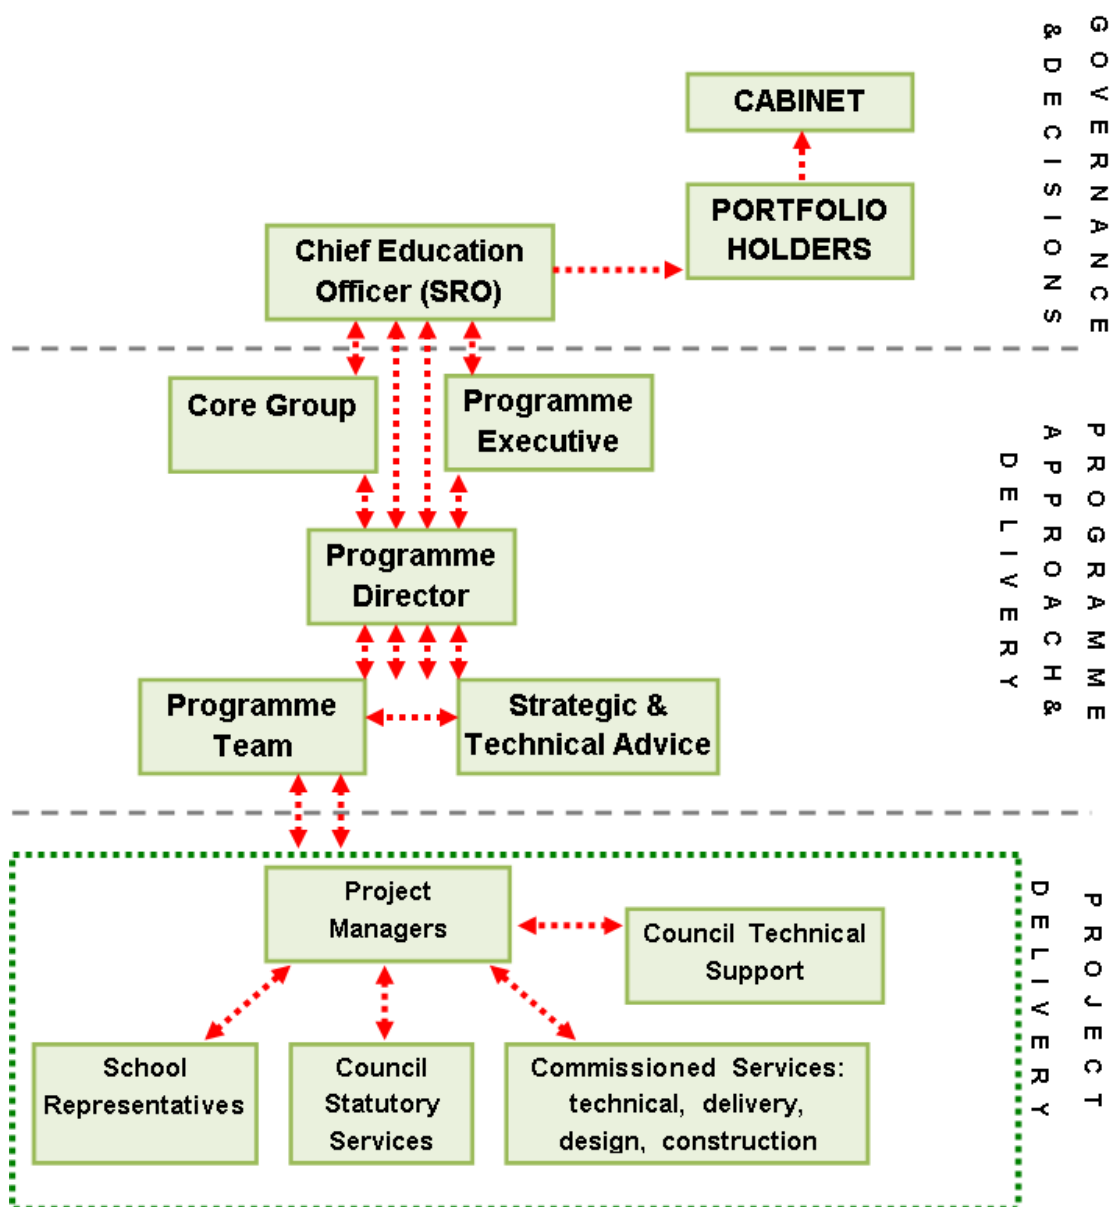 GOVERNANCE
& DECISIONS
CABINET
PORTFOLIO
HOLDERS
Chief Education
Officer (SRO)
PROGRAMME
APPROACH &
DELIVERY
Core Group
Programme
Executive
Programme
Director
Programme
Team
Strategic &
Technical Advice
PROJECT
DELIVERY
Project
Managers
Council Technical
Support
School
Representatives
Council
Statutory
Services
Commissioned Services:
technical, delivery,
design, construction